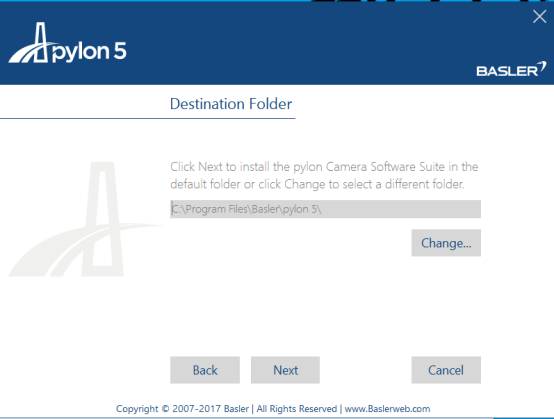 pylon 5
BASLER
Destination Folder
Click Next to install the pylon Camera Software Suite in the
default folder or click Change to select a different folder.
C:\Program Files\Basler\pylon 5\
Change...
Back
Next
Cancel
Copyright © 2007-2017 Basler | All Rights Reserved | www.Baslerweb.com